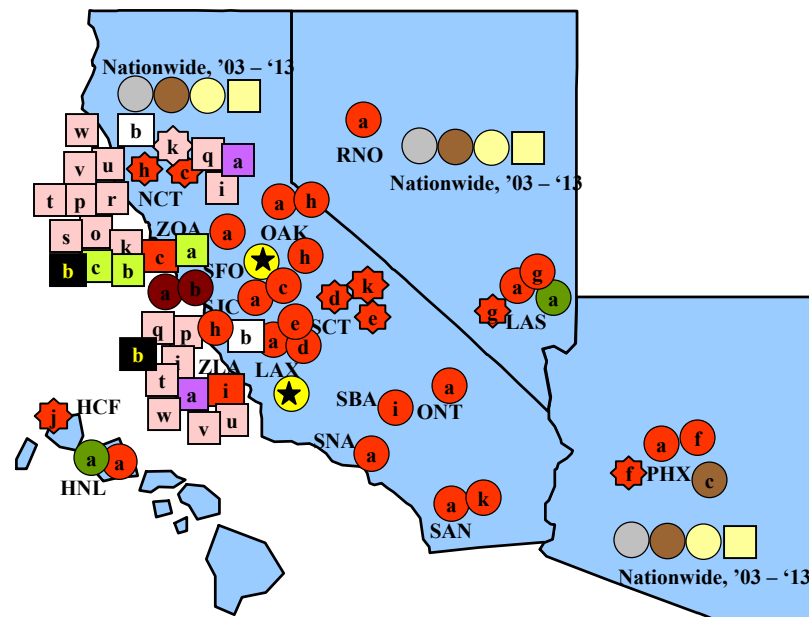 Nationwide, '03 – '13
w
b
k
q
a
v
u
h
c
i
NCT
t
p
r
s
o
k
ZOA
a
a
h
OAK
b
c
b
c
a
SFO
h
a
b
SJC
a
c
d
k
e
SCT
q
p
h
b
a
e
d
b
i
ZLA
LAX
t
a
i
w
v
u
a
RNO
Nationwide, '03 – '13
a
g
g
a
LAS
SBA
i
a
ONT
SNA
a
a
k
SAN
j
HCF
a
a
HNL
a
f
f
PHX
c
Nationwide, '03 – '13